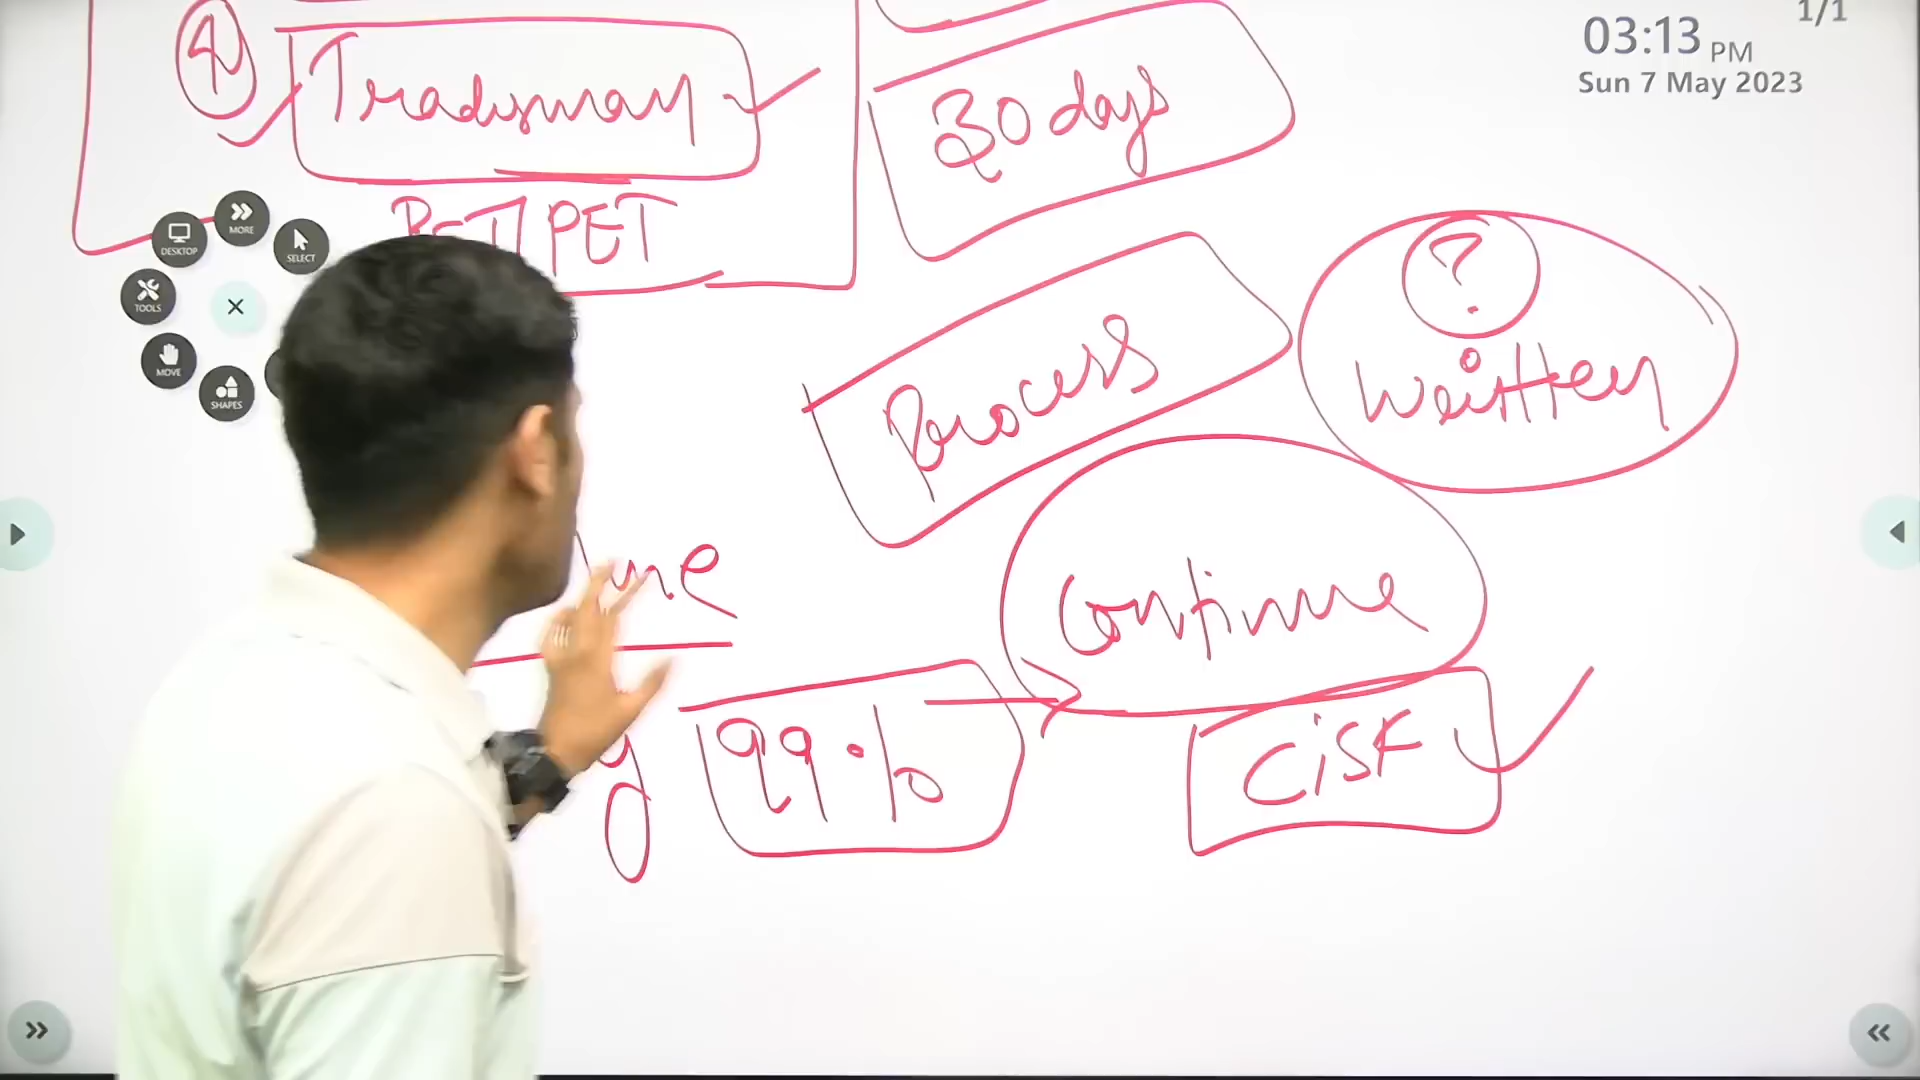 1/1
03:13 PM
Sun 7 May 2023
4
Tradsman
30 days
PET
MORE
DESKTOP
SELECT
TOOLS
MOVE
SHAPES
?
Written
Process
Continue
99%
CiSF